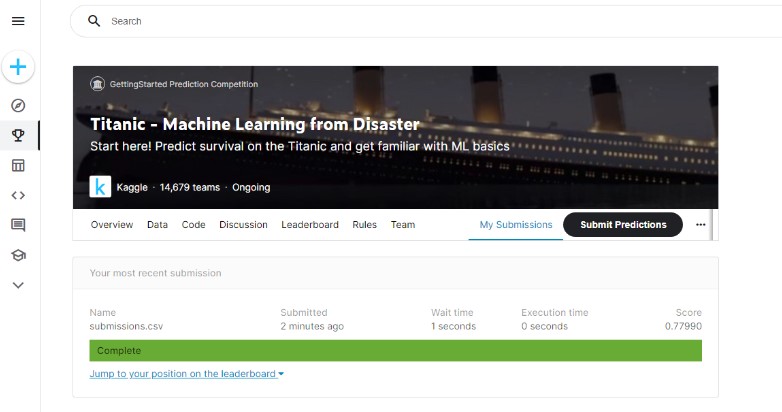 Search
GettingStarted Prediction Competition
Titanic - Machine Learning from Disaster
Start here! Predict survival on the Titanic and get familiar with ML basics
k Kaggle · 14,679 teams · Ongoing
Overview Data Code Discussion Leaderboard Rules Team My Submissions Submit Predictions ...
Your most recent submission
Name Submitted Wait time Execution time Score
submissions.csv 2 minutes ago 1 seconds 0 seconds 0.77990
Complete
Jump to your position on the leaderboard